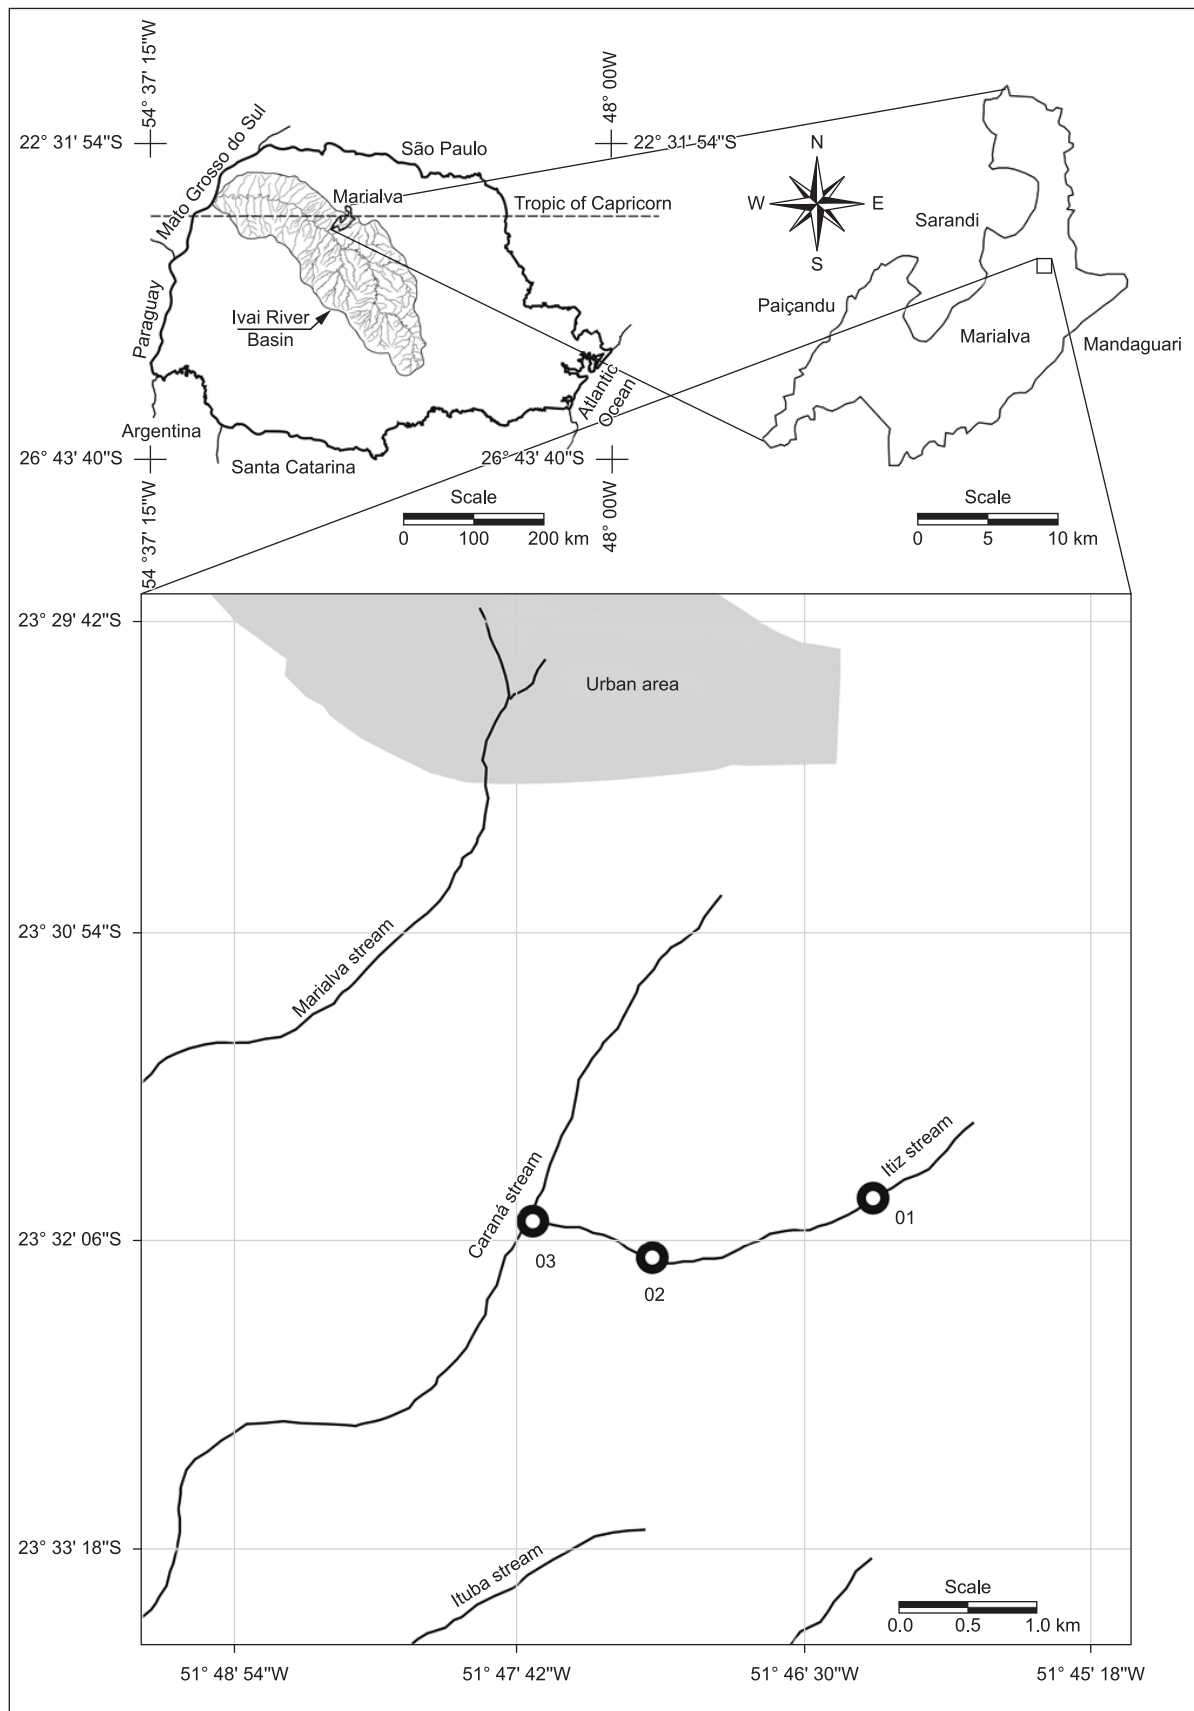 54° 37' 15"W
48° 00W
22° 31' 54"S
22° 31' 54"S
Mato Grosso do Sul
São Paulo
Marialva
Tropic of Capricorn
Paraguay
Ivai River
Basin
Atlantic
Ocean
Argentina
Santa Catarina
26° 43' 40"S
26° 43' 40"S
54 °37' 15"W
48° 00W
Scale
0 100 200 km
N
W E
S
Sarandi
Paiçandu
Marialva
Mandaguari
Scale
0 5 10 km
23° 29' 42"S
Urban area
23° 30' 54"S
Marialva stream
Itiz stream
01
Caraná stream
23° 32' 06"S
03
02
23° 33' 18"S
Ituba stream
Scale
0.0 0.5 1.0 km
51° 48' 54"W
51° 47' 42"W
51° 46' 30"W
51° 45' 18"W